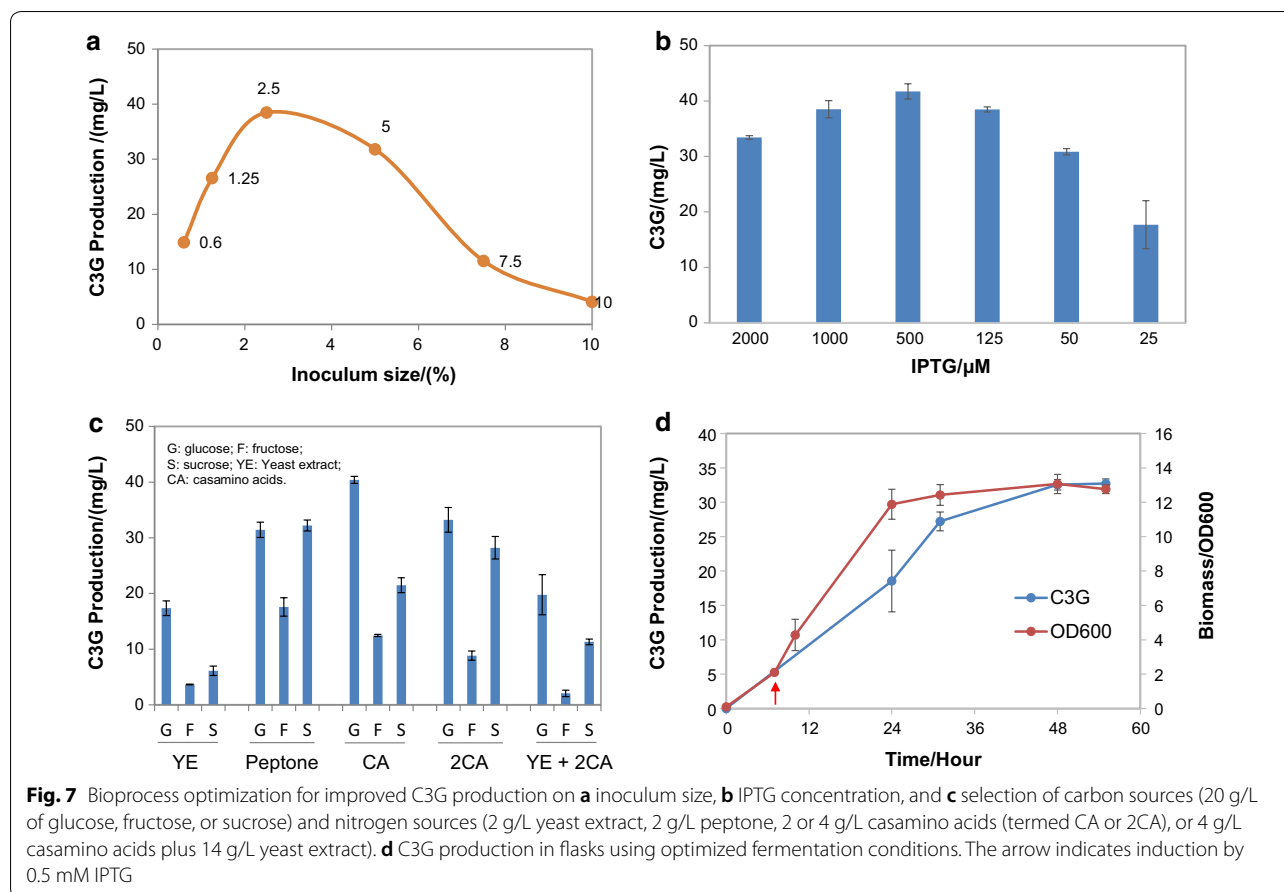 a
C3G Production /(mg/L)
50
40
30
20
10
0
0.6
1.25
2.5
5
7.5
10
0 2 4 6 8 10
Inoculum size/(%)
b
C3G/(mg/L)
50
40
30
20
10
0
2000 1000 500 125 50 25
IPTG/µM
c
C3G Production/(mg/L)
50
40
30
20
10
0
G: glucose; F: fructose;
S: sucrose; YE: Yeast extract;
CA: casamino acids.
G F S G F S G F S G F S G F S
YE Peptone CA 2CA YE + 2CA
d
C3G Production/(mg/L)
40
35
30
25
20
15
10
5
0
C3G
OD600
16
14
12
10
8
6
4
2
0
Biomass/OD600
0 12 24 36 48 60
Time/Hour
Fig. 7 Bioprocess optimization for improved C3G production on a inoculum size, b IPTG concentration, and c selection of carbon sources (20 g/L
of glucose, fructose, or sucrose) and nitrogen sources (2 g/L yeast extract, 2 g/L peptone, 2 or 4 g/L casamino acids (termed CA or 2CA), or 4 g/L
casamino acids plus 14 g/L yeast extract). d C3G production in flasks using optimized fermentation conditions. The arrow indicates induction by
0.5 mM IPTG